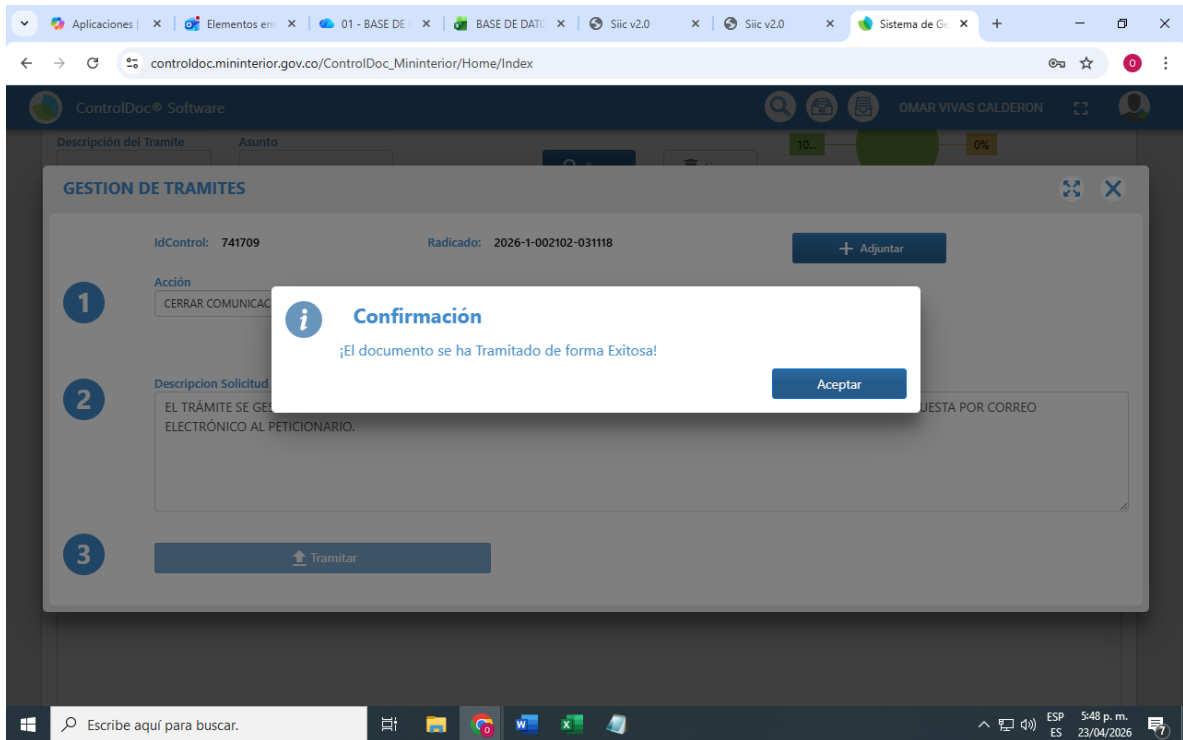 Aplicaciones |
Elementos en
01 - BASE DE
BASE DE DATO
Siic v2.0
Siic v2.0
Sistema de Ge
controldoc.mininterior.gov.co/ControlDoc_Mininterior/Home/Index
O
ControlDoc® Software
OMAR VIVAS CALDERON
Descripción del Tramite
Asunto
10...
0%
GESTION DE TRAMITES
IdControl: 741709
Radicado: 2026-1-002102-031118
Adjuntar
1
Acción
CERRAR COMUNICAC
Confirmación
¡El documento se ha Tramitado de forma Exitosa!
Aceptar
2
Descripcion Solicitud
EL TRÁMITE SE GES UESTA POR CORREO
ELECTRÓNICO AL PETICIONARIO.
3
Tramitar
Escribe aquí para buscar.
ESP
ES
5:48 p. m.
23/04/2026
7